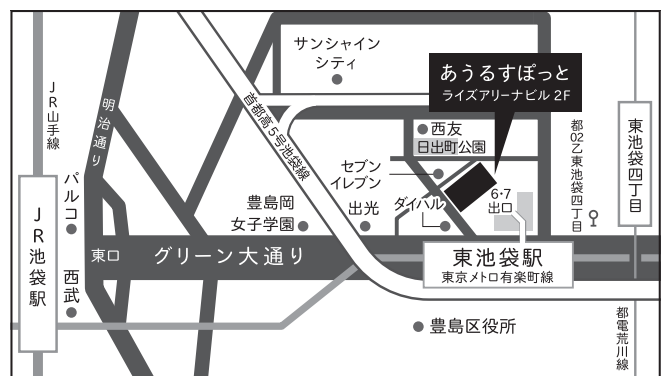 サンシャイン
シティ
あうるすぽっと
ライズアリーナビル 2F
JR山手線
明治通り
首都高5号池袋線
西友
日出町公園
都02乙東池袋四丁目
東池袋四丁目
セブン
イレブン
ダイハル
6・7
出口
パルコ
豊島岡
女子学園
出光
JR池袋駅
東口
グリーン大通り
東池袋駅
東京メトロ有楽町線
西武
豊島区役所
都電荒川線